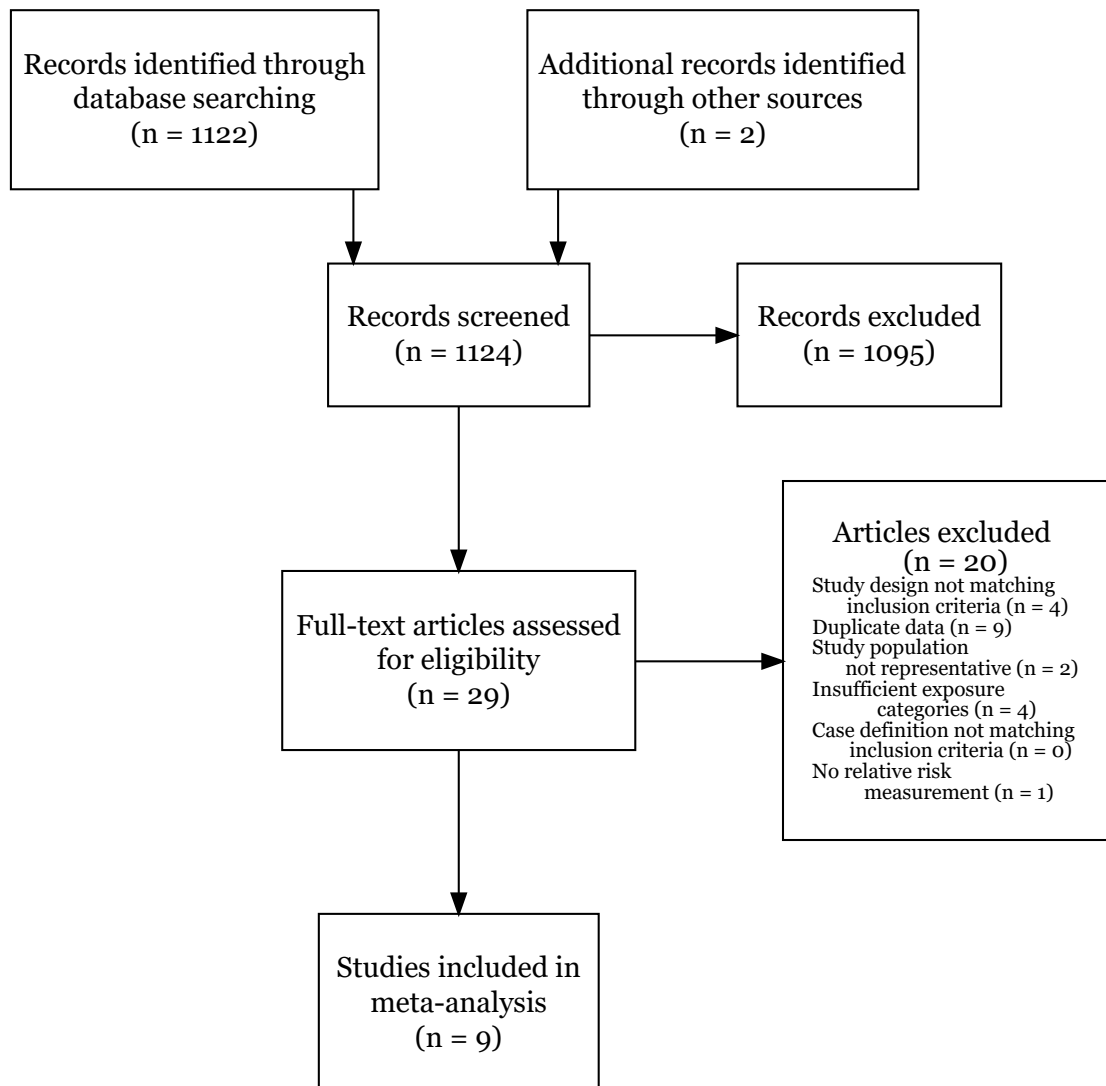 Records identified through
database searching
(n = 1122)
Additional records identified
through other sources
(n = 2)
Records screened
(n = 1124)
Records excluded
(n = 1095)
Full-text articles assessed
for eligibility
(n = 29)
Articles excluded
(n = 20)
Study design not matching
inclusion criteria (n = 4)
Duplicate data (n = 9)
Study population
not representative (n = 2)
Insufficient exposure
categories (n = 4)
Case definition not matching
inclusion criteria (n = 0)
No relative risk
measurement (n = 1)
Studies included in
meta-analysis
(n = 9)